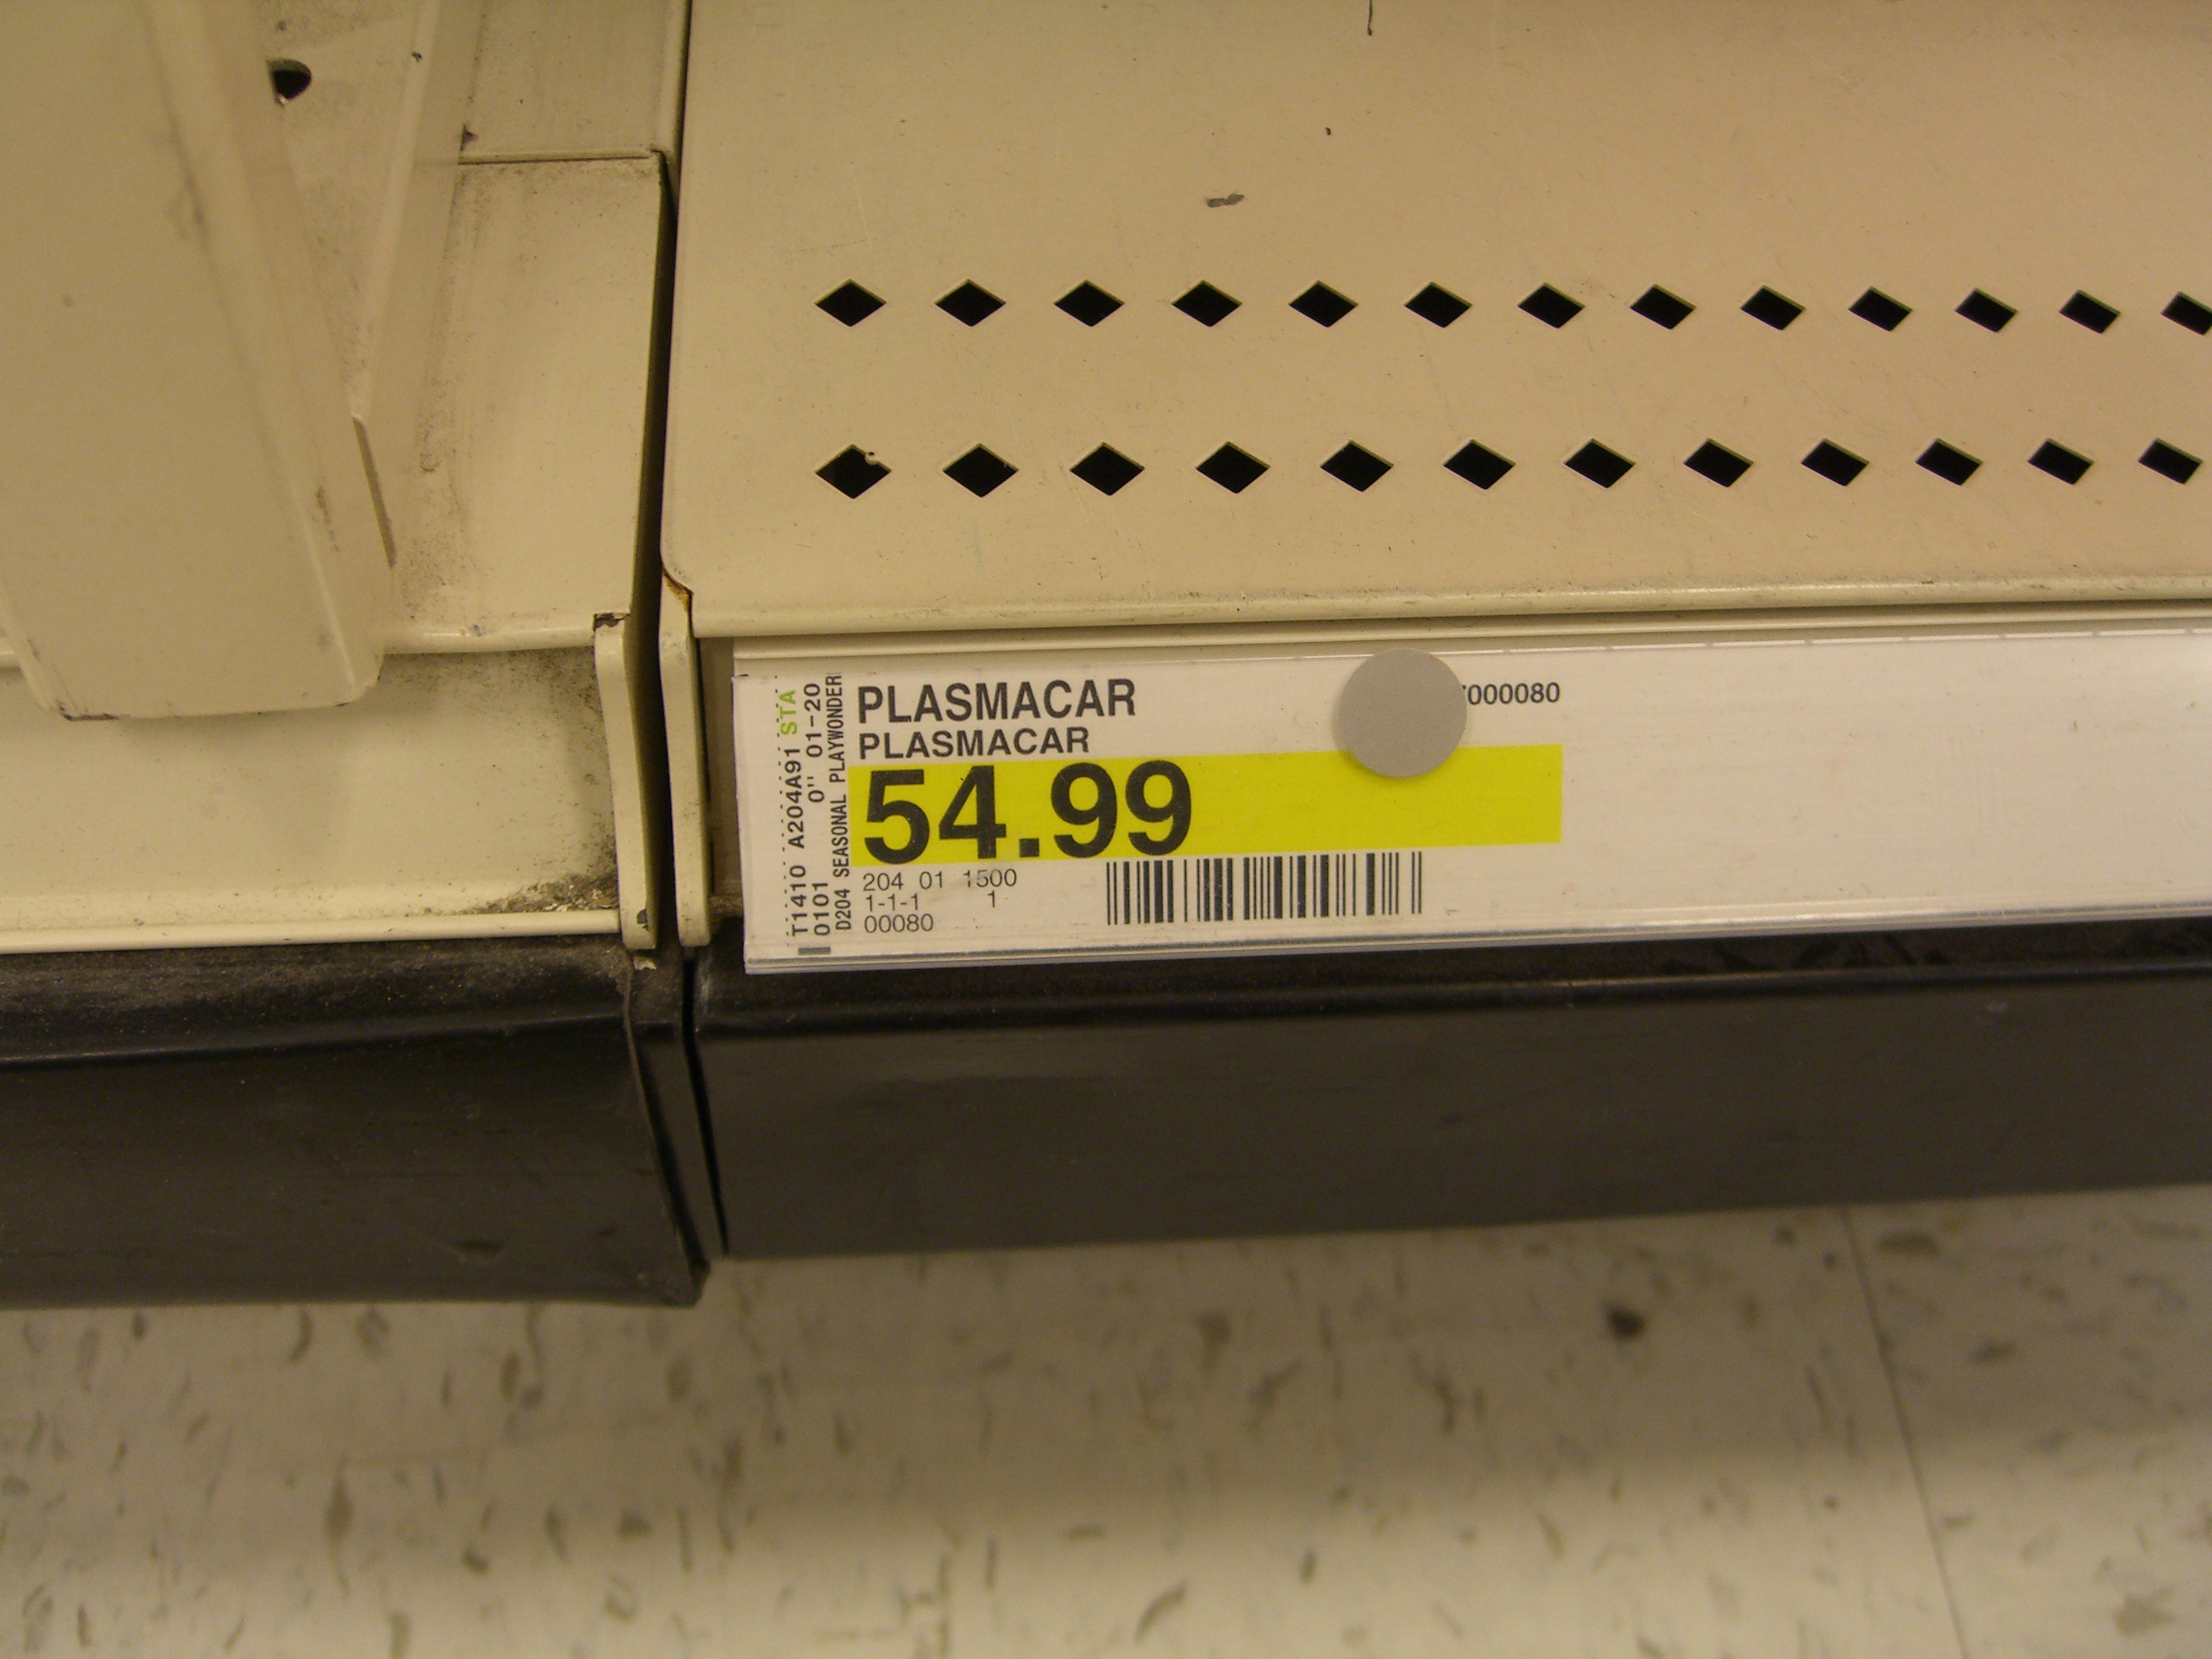 PLASMACAR
PLASMACAR
54.99
204 01 1500
1-1-1 1
00080
T1410 A204A91 STA
0101 0" 01-20
D204 SEASONAL PLAYWONDER